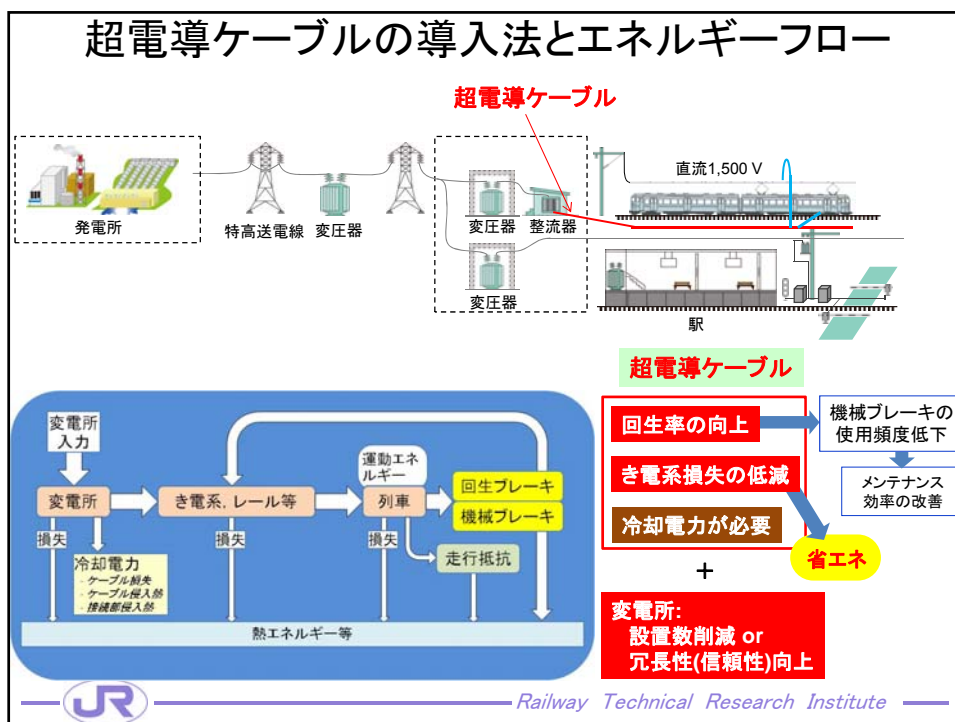 超電導ケーブルの導入法とエネルギーフロー
超電導ケーブル
直流1,500 V
発電所
特高送電線
変圧器
変圧器
整流器
変圧器
駅
変電所
入力
運動エネ
ルギー
変電所
き電系, レール等
列車
回生ブレーキ
機械ブレーキ
損失
損失
損失
走行抵抗
冷却電力
- ケーブル損失
- ケーブル侵入熱
- 接続部侵入熱
熱エネルギー等
超電導ケーブル
回生率の向上
機械ブレーキの
使用頻度低下
き電系損失の低減
メンテナンス
効率の改善
冷却電力が必要
省エネ
+
変電所:
設置数削減 or
冗長性(信頼性)向上
JR
Railway Technical Research Institute